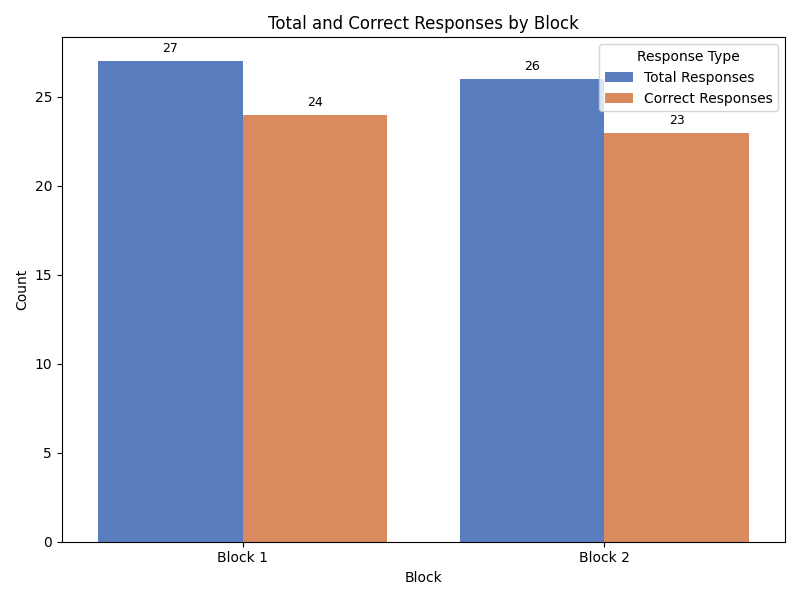 Total and Correct Responses by Block
27
24
26
23
Response Type
Total Responses
Correct Responses
25
20
15
10
5
0
Count
Block 1
Block 2
Block